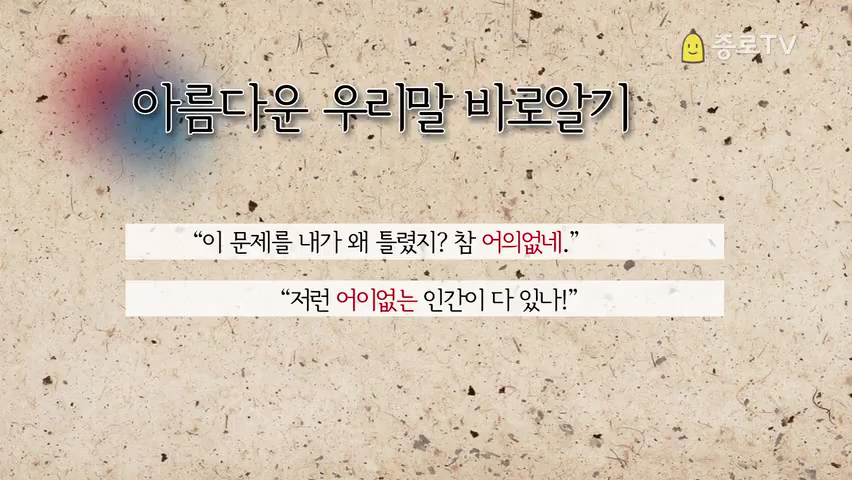 종로TV
아름다운 우리말 바로알기
“이 문제를 내가 왜 틀렸지? 참 어의없네.”
“저런 어이없는 인간이 다 있나!”